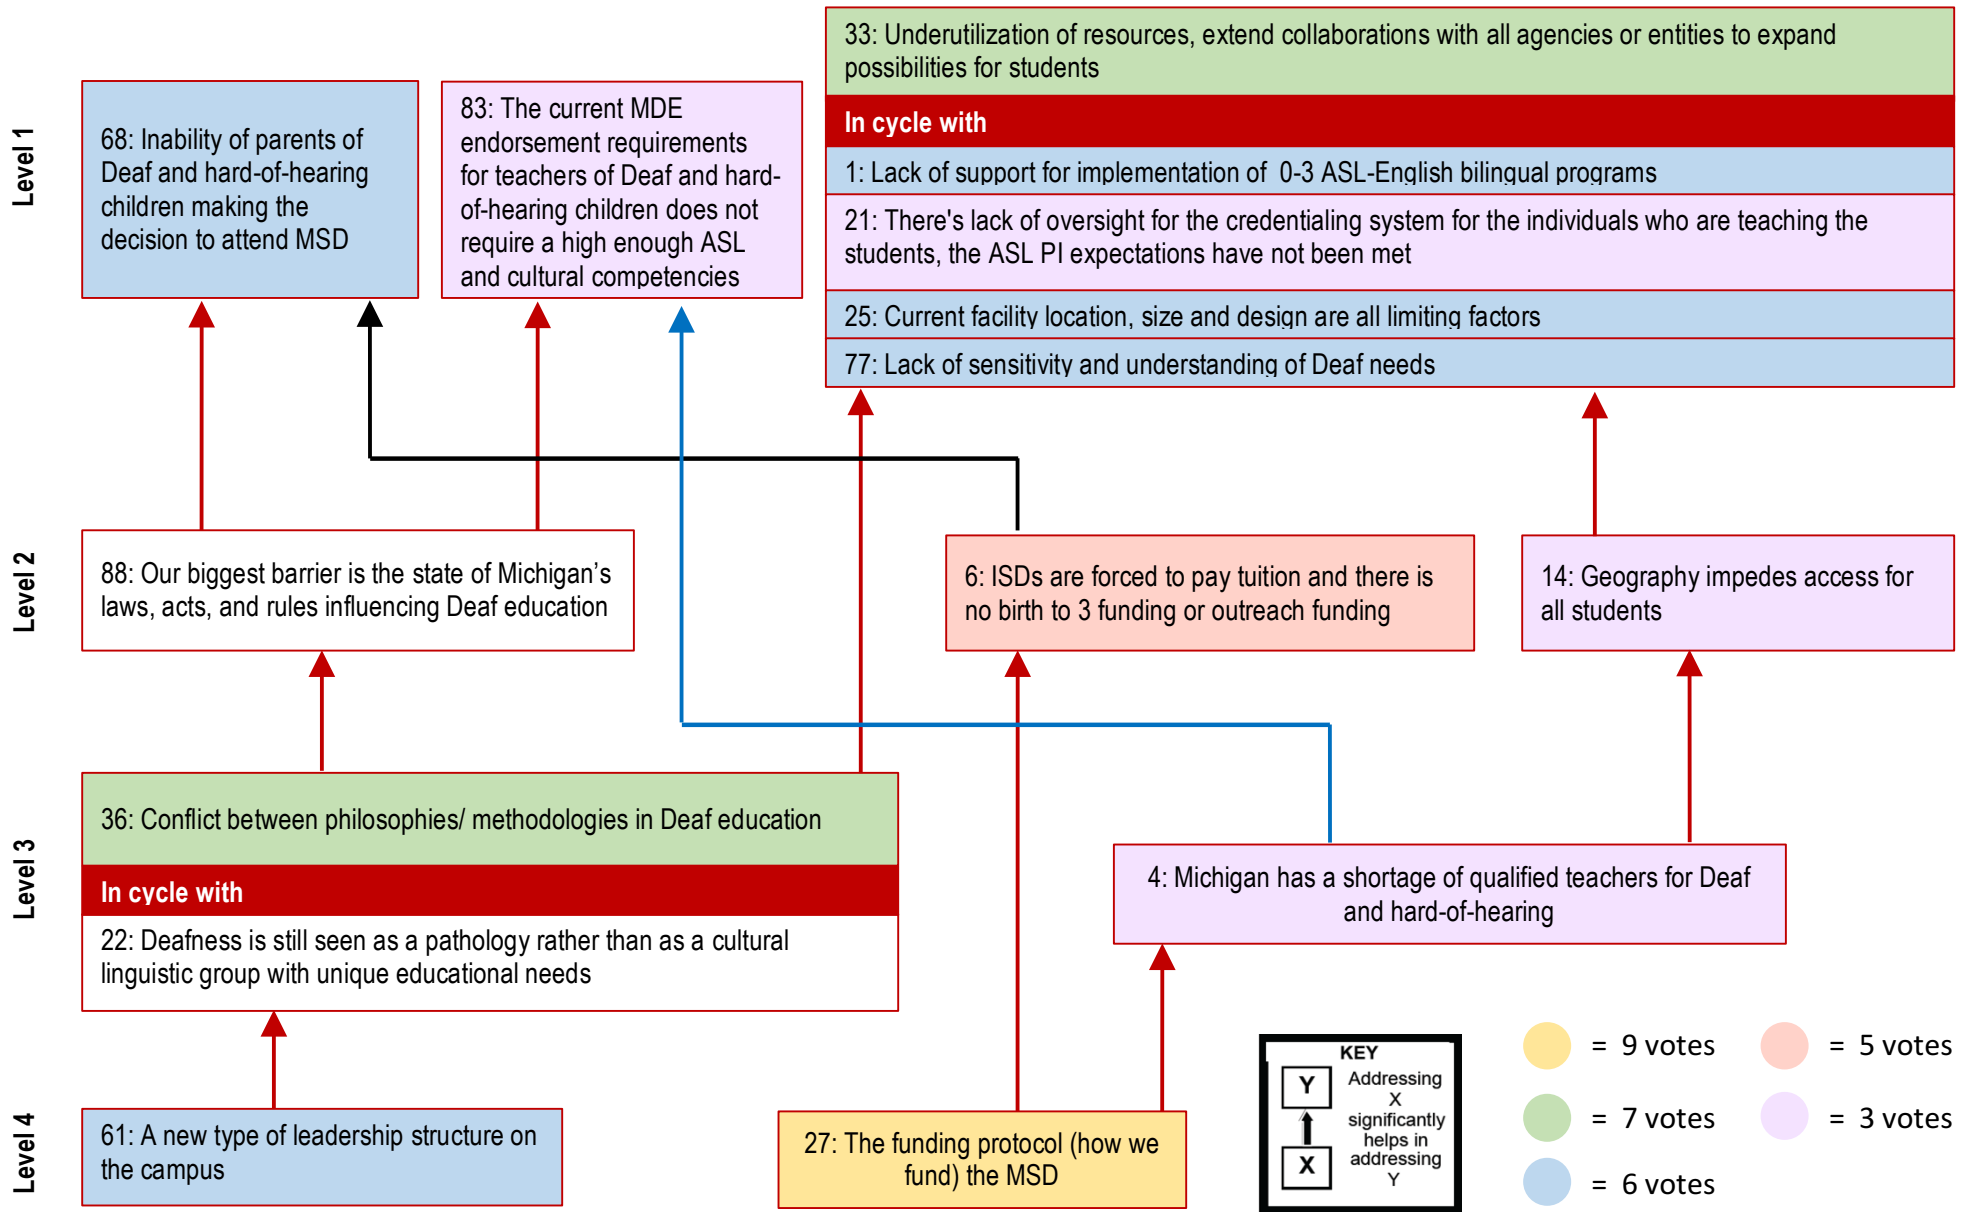 Level 1
68: Inability of parents of
Deaf and hard-of-hearing
children making the
decision to attend MSD
83: The current MDE
endorsement requirements
for teachers of Deaf and hard-
of-hearing children does not
require a high enough ASL
and cultural competencies
33: Underutilization of resources, extend collaborations with all agencies or entities to expand
possibilities for students
In cycle with
1: Lack of support for implementation of  0-3 ASL-English bilingual programs
21: There's lack of oversight for the credentialing system for the individuals who are teaching the
students, the ASL PI expectations have not been met
25: Current facility location, size and design are all limiting factors
77: Lack of sensitivity and understanding of Deaf needs
Level 2
88: Our biggest barrier is the state of Michigan’s
laws, acts, and rules influencing Deaf education
6: ISDs are forced to pay tuition and there is
no birth to 3 funding or outreach funding
14: Geography impedes access for
all students
Level 3
36: Conflict between philosophies/ methodologies in Deaf education
In cycle with
22: Deafness is still seen as a pathology rather than as a cultural
linguistic group with unique educational needs
4: Michigan has a shortage of qualified teachers for Deaf
and hard-of-hearing
Level 4
61: A new type of leadership structure on
the campus
27: The funding protocol (how we
fund) the MSD
KEY
Y
X
Addressing
X
significantly
helps in
addressing
Y
= 9 votes
= 5 votes
= 7 votes
= 3 votes
= 6 votes